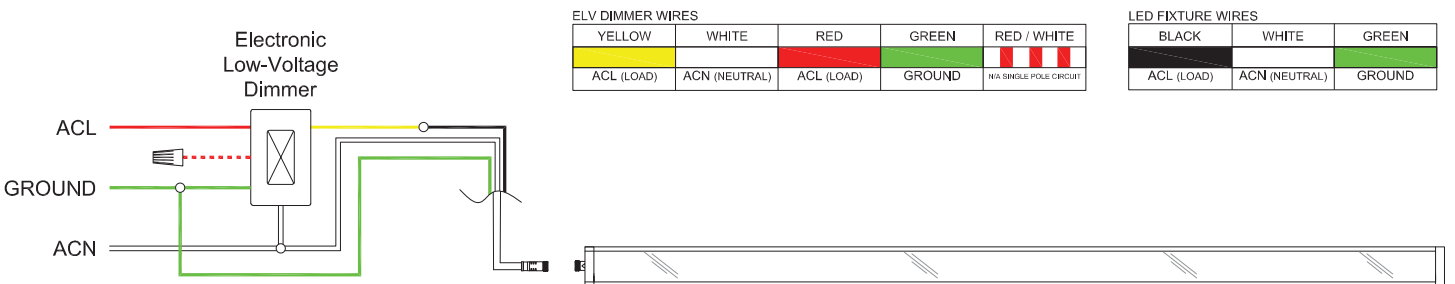 Electronic
Low-Voltage
Dimmer
ACL
GROUND
ACN
ELV DIMMER WIRES
YELLOW WHITE RED GREEN RED / WHITE
ACL (LOAD) ACN (NEUTRAL) ACL (LOAD) GROUND N/A SINGLE POLE CIRCUIT
LED FIXTURE WIRES
BLACK WHITE GREEN
ACL (LOAD) ACN (NEUTRAL) GROUND